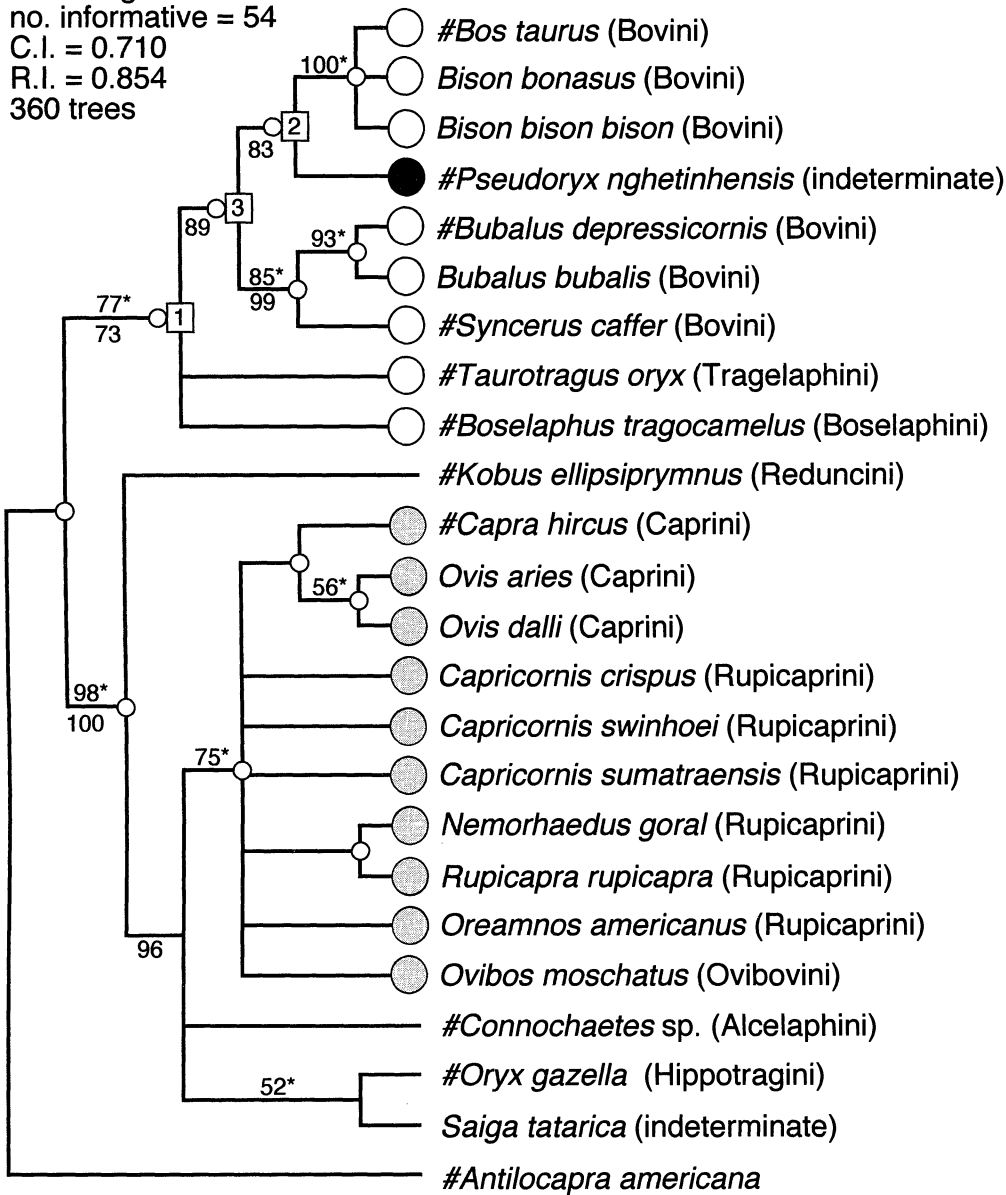 no. informative = 54
C.I. = 0.710
R.I. = 0.854
360 trees
#Bos taurus (Bovini)
100*
Bison bonasus (Bovini)
2
83
Bison bison bison (Bovini)
#Pseudoryx nghetinhensis (indeterminate)
3
89
#Bubalus depressicornis (Bovini)
93*
85*
99
Bubalus bubalis (Bovini)
77*
73
1
#Syncerus caffer (Bovini)
#Taurotragus oryx (Tragelaphini)
#Boselaphus tragocamelus (Boselaphini)
#Kobus ellipsiprymnus (Reduncini)
#Capra hircus (Caprini)
56*
Ovis aries (Caprini)
Ovis dalli (Caprini)
98*
100
Capricornis crispus (Rupicaprini)
Capricornis swinhoei (Rupicaprini)
75*
Capricornis sumatraensis (Rupicaprini)
Nemorhaedus goral (Rupicaprini)
Rupicapra rupicapra (Rupicaprini)
96
Oreamnos americanus (Rupicaprini)
Ovibos moschatus (Ovibovini)
#Connochaetes sp. (Alcelaphini)
52*
#Oryx gazella (Hippotragini)
Saiga tatarica (indeterminate)
#Antilocapra americana